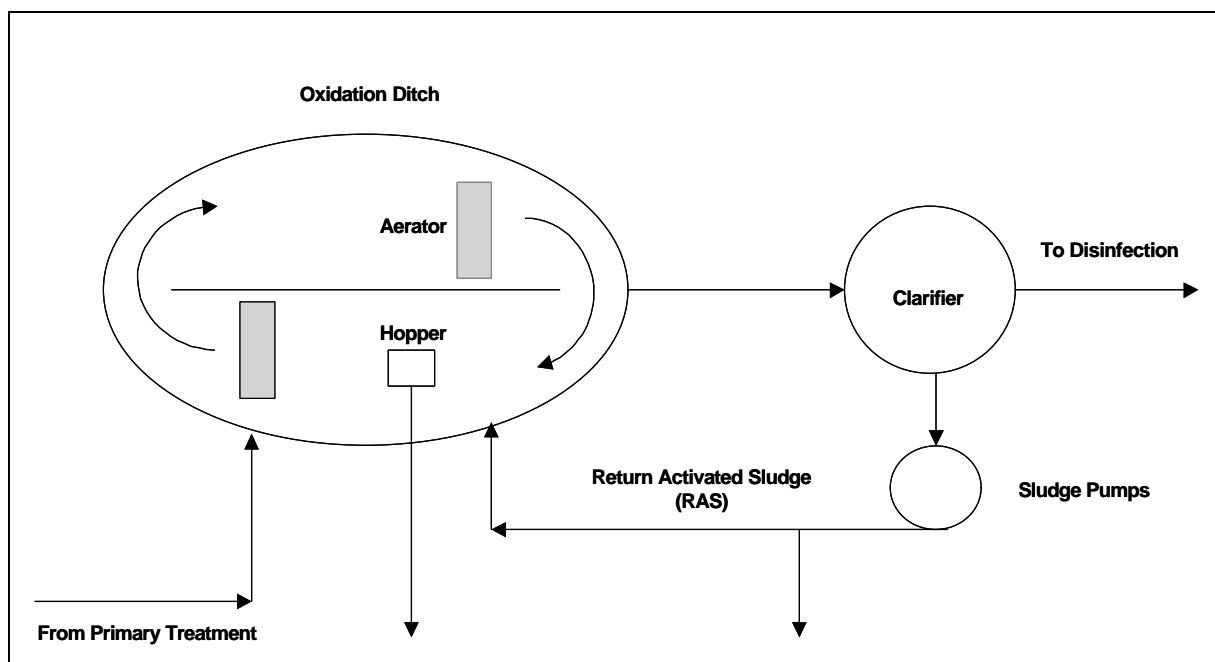 Oxidation Ditch
Aerator
To Disinfection
Clarifier
Hopper
Return Activated Sludge
(RAS)
Sludge Pumps
From Primary Treatment